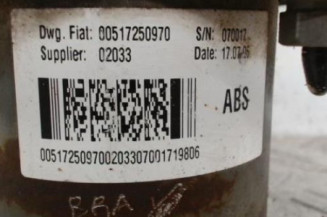 Dwg. Fiat: 00517250970 S/N: 070017
Supplier: 02033 Date: 17.07.06
ABS
005172509700203307001719806